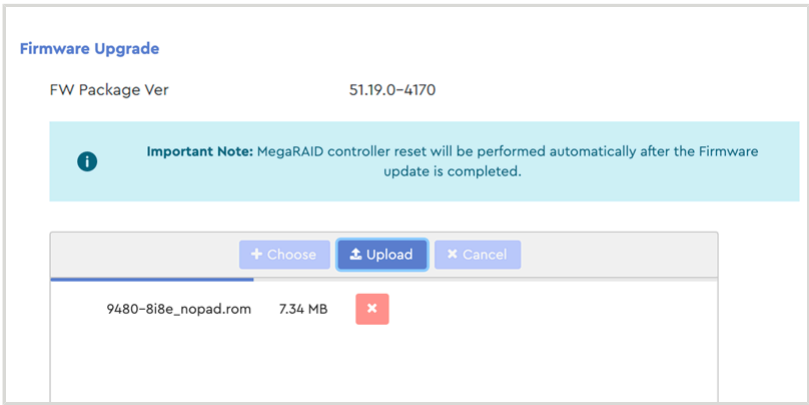 Firmware Upgrade
FW Package Ver 51.19.0-4170
Important Note: MegaRAID controller reset will be performed automatically after the Firmware
update is completed.
Choose Upload Cancel
9480-8i8e_nopad.rom 7.34 MB